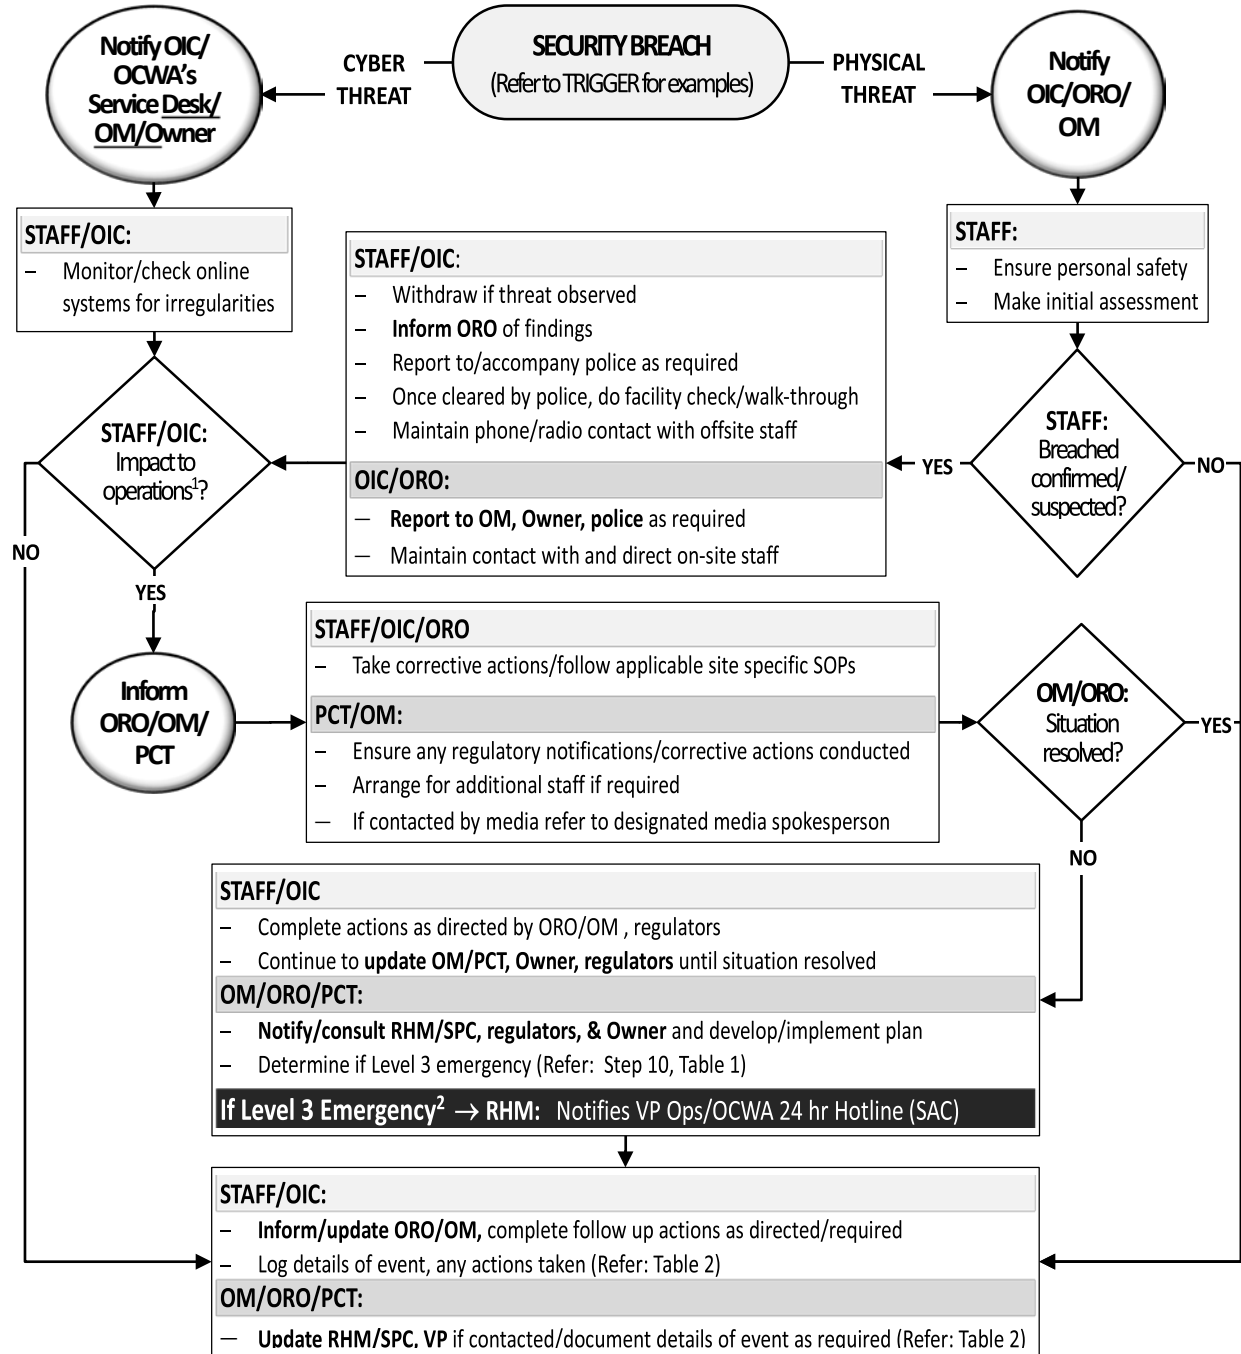 Notify OIC/
OCWA's
Service Desk/
OM/Owner
CYBER
THREAT
SECURITY BREACH
(Refer to TRIGGER for examples)
PHYSICAL
THREAT
Notify
OIC/ORO/
OM
STAFF/OIC:
– Monitor/check online
systems for irregularities
STAFF:
– Ensure personal safety
– Make initial assessment
STAFF/OIC:
– Withdraw if threat observed
– Inform ORO of findings
– Report to/accompany police as required
– Once cleared by police, do facility check/walk-through
– Maintain phone/radio contact with offsite staff
OIC/ORO:
– Report to OM, Owner, police as required
– Maintain contact with and direct on-site staff
STAFF:
Breached
confirmed/
suspected?
YES
NO
STAFF/OIC:
Impact to
operations¹?
NO
YES
Inform
ORO/OM/
PCT
STAFF/OIC/ORO
– Take corrective actions/follow applicable site specific SOPs
PCT/OM:
– Ensure any regulatory notifications/corrective actions conducted
– Arrange for additional staff if required
– If contacted by media refer to designated media spokesperson
OM/ORO:
Situation
resolved?
YES
NO
STAFF/OIC
– Complete actions as directed by ORO/OM , regulators
– Continue to update OM/PCT, Owner, regulators until situation resolved
OM/ORO/PCT:
– Notify/consult RHM/SPC, regulators, & Owner and develop/implement plan
– Determine if Level 3 emergency (Refer: Step 10, Table 1)
If Level 3 Emergency² → RHM: Notifies VP Ops/OCWA 24 hr Hotline (SAC)
STAFF/OIC:
– Inform/update ORO/OM, complete follow up actions as directed/required
– Log details of event, any actions taken (Refer: Table 2)
OM/ORO/PCT:
– Update RHM/SPC, VP if contacted/document details of event as required (Refer: Table 2)